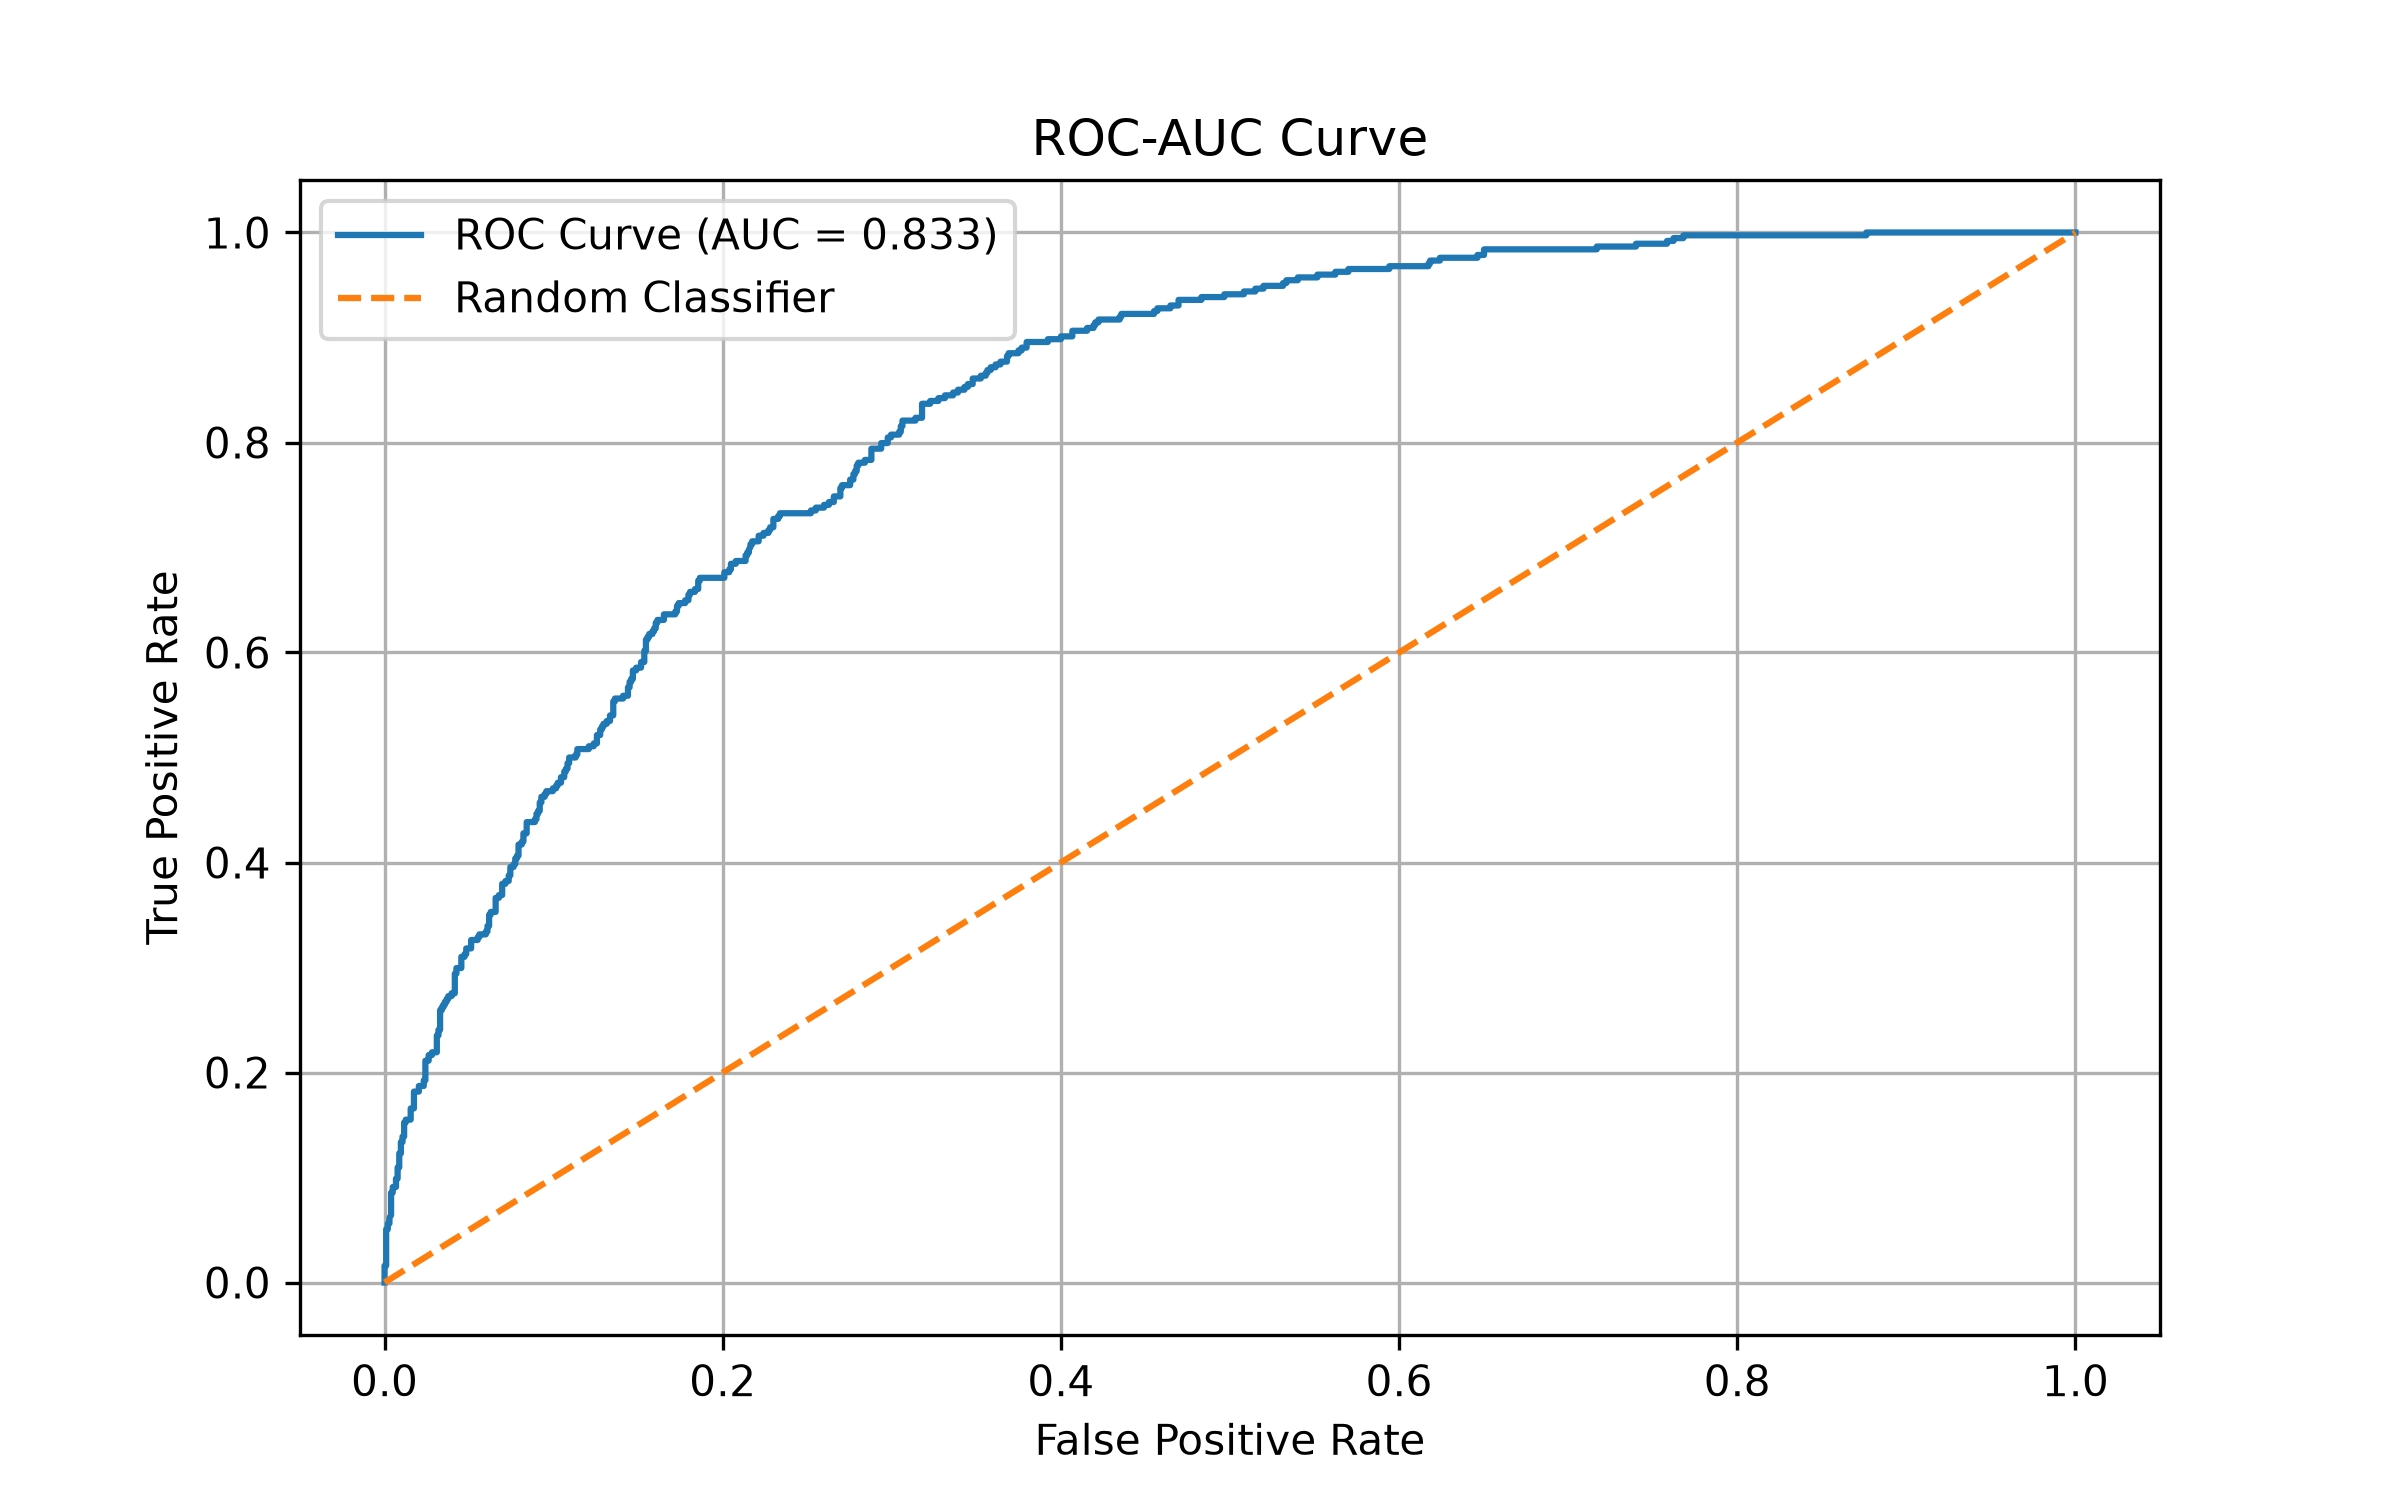 ROC-AUC Curve
ROC Curve (AUC = 0.833)
Random Classifier
True Positive Rate
1.0
0.8
0.6
0.4
0.2
0.0
0.0 0.2 0.4 0.6 0.8 1.0
False Positive Rate